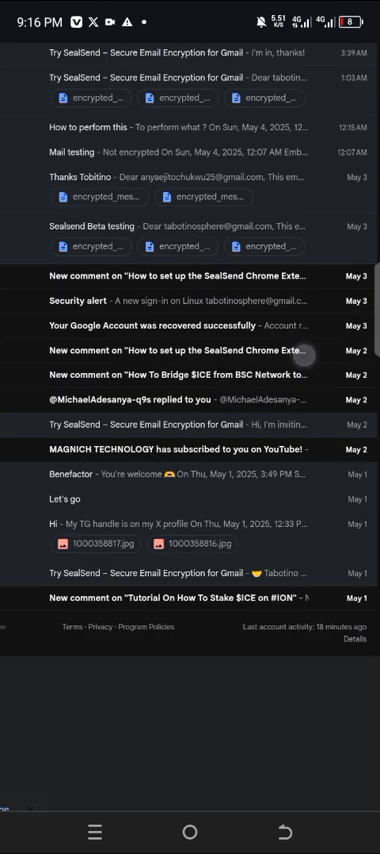 9:16 PM
5.51 K/S
4G
4G
8
Try SealSend – Secure Email Encryption for Gmail - I'm in, thanks! 3:39 AM
Try SealSend – Secure Email Encryption for Gmail - Dear tabotin... 1:03 AM
encrypted_... encrypted_... encrypted_...
How to perform this - To perform what ? On Sun, May 4, 2025, 12... 12:15 AM
Mail testing - Not encrypted On Sun, May 4, 2025, 12:07 AM Emb... 12:07 AM
Thanks Tobitino - Dear anyaejitochukwu25@gmail.com, This em... May 3
encrypted_mes... encrypted_mes...
Sealsend Beta testing - Dear tabotinosphere@gmail.com, This e... May 3
encrypted_... encrypted_... encrypted_...
New comment on "How to set up the SealSend Chrome Exte... May 3
Security alert - A new sign-in on Linux tabotinosphere@gmail.c... May 3
Your Google Account was recovered successfully - Account r... May 3
New comment on "How to set up the SealSend Chrome Exte... May 2
New comment on "How To Bridge $ICE from BSC Network to... May 2
@MichaelAdesanya-q9s replied to you - @MichaelAdesanya-... May 2
Try SealSend – Secure Email Encryption for Gmail - Hi, I'm invitin... May 2
MAGNICH TECHNOLOGY has subscribed to you on YouTube! - May 2
Benefactor - You're welcome 🫶 On Thu, May 1, 2025, 3:49 PM S... May 1
Let's go May 1
Hi - My TG handle is on my X profile On Thu, May 1, 2025, 12:33 P... May 1
1000358817.jpg 1000358816.jpg
Try SealSend – Secure Email Encryption for Gmail - 🤝 Tabotino ... May 1
New comment on "Tutorial On How To Stake $ICE on #ION" - May 1
Terms · Privacy · Program Policies Last account activity: 18 minutes ago
Details